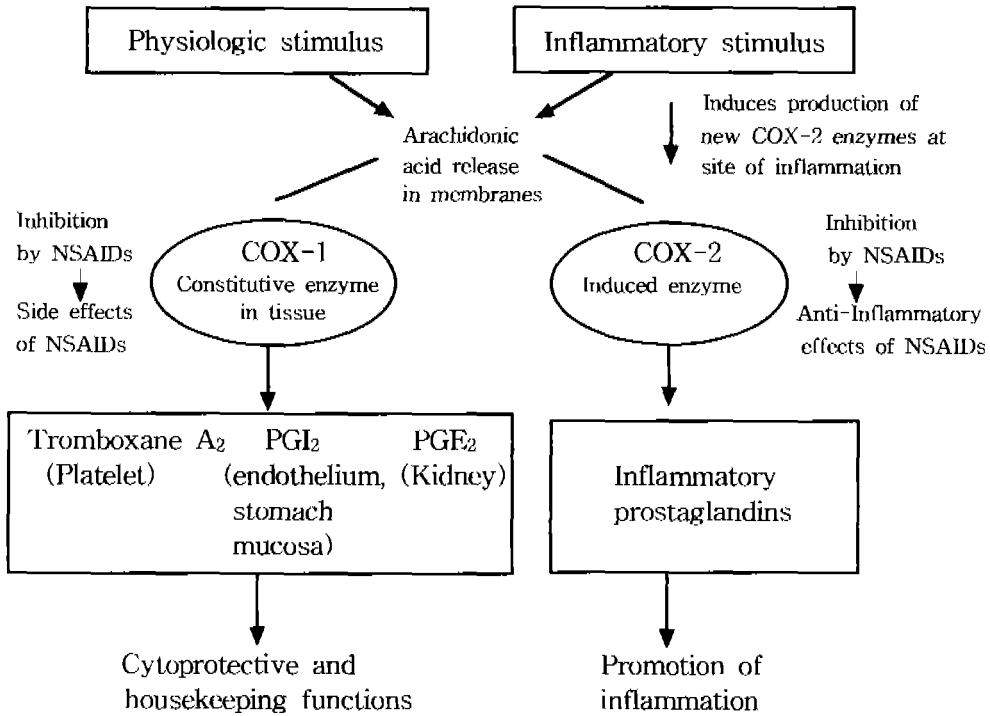 Physiologic stimulus
Inflammatory stimulus
Induces production of
new COX-2 enzymes at
site of inflammation
Arachidonic
acid release
in membranes
Inhibition
by NSAIDs
Side effects
of NSAIDs
COX-1
Constitutive enzyme
in tissue
COX-2
Induced enzyme
Inhibition
by NSAIDs
Anti-Inflammatory
effects of NSAIDs
Tromboxane A₂ PGI₂ PGE₂
(Platelet) (endothelium, (Kidney)
stomach
mucosa)
Inflammatory
prostaglandins
Cytoprotective and
housekeeping functions
Promotion of
inflammation